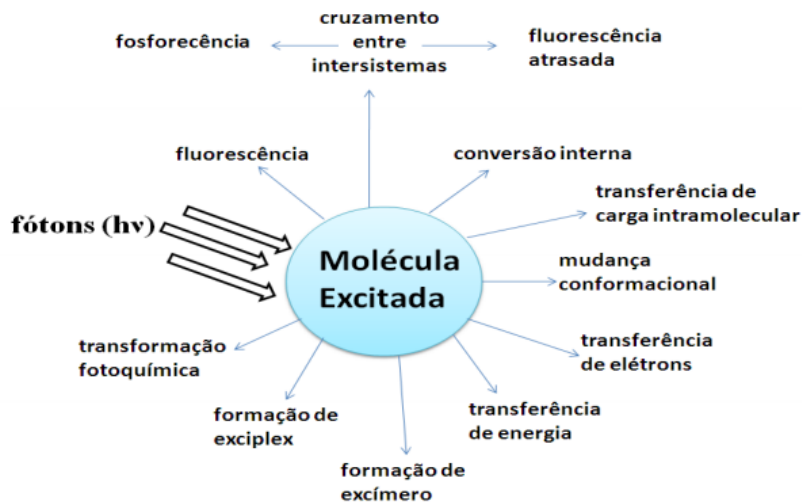 cruzamento
entre
intersistemas
fosforecência
fluorescência
atrasada
fluorescência
conversão interna
transferência de
carga intramolecular
fótons (hν)
Molécula
Excitada
mudança
conformacional
transformação
fotoquímica
transferência
de elétrons
formação de
exciplex
transferência
de energia
formação de
excímero